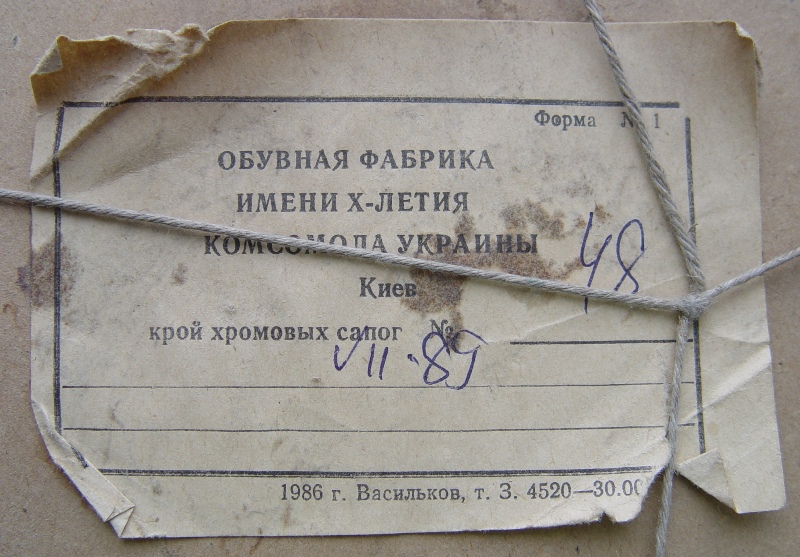 Форма № 1
ОБУВНАЯ ФАБРИКА
ИМЕНИ X-ЛЕТИЯ
КОМСОМОЛА УКРАИНЫ
48
Киев
крой хромовых сапог №
VII·89
1986 г. Васильков, т. З. 4520—30.00